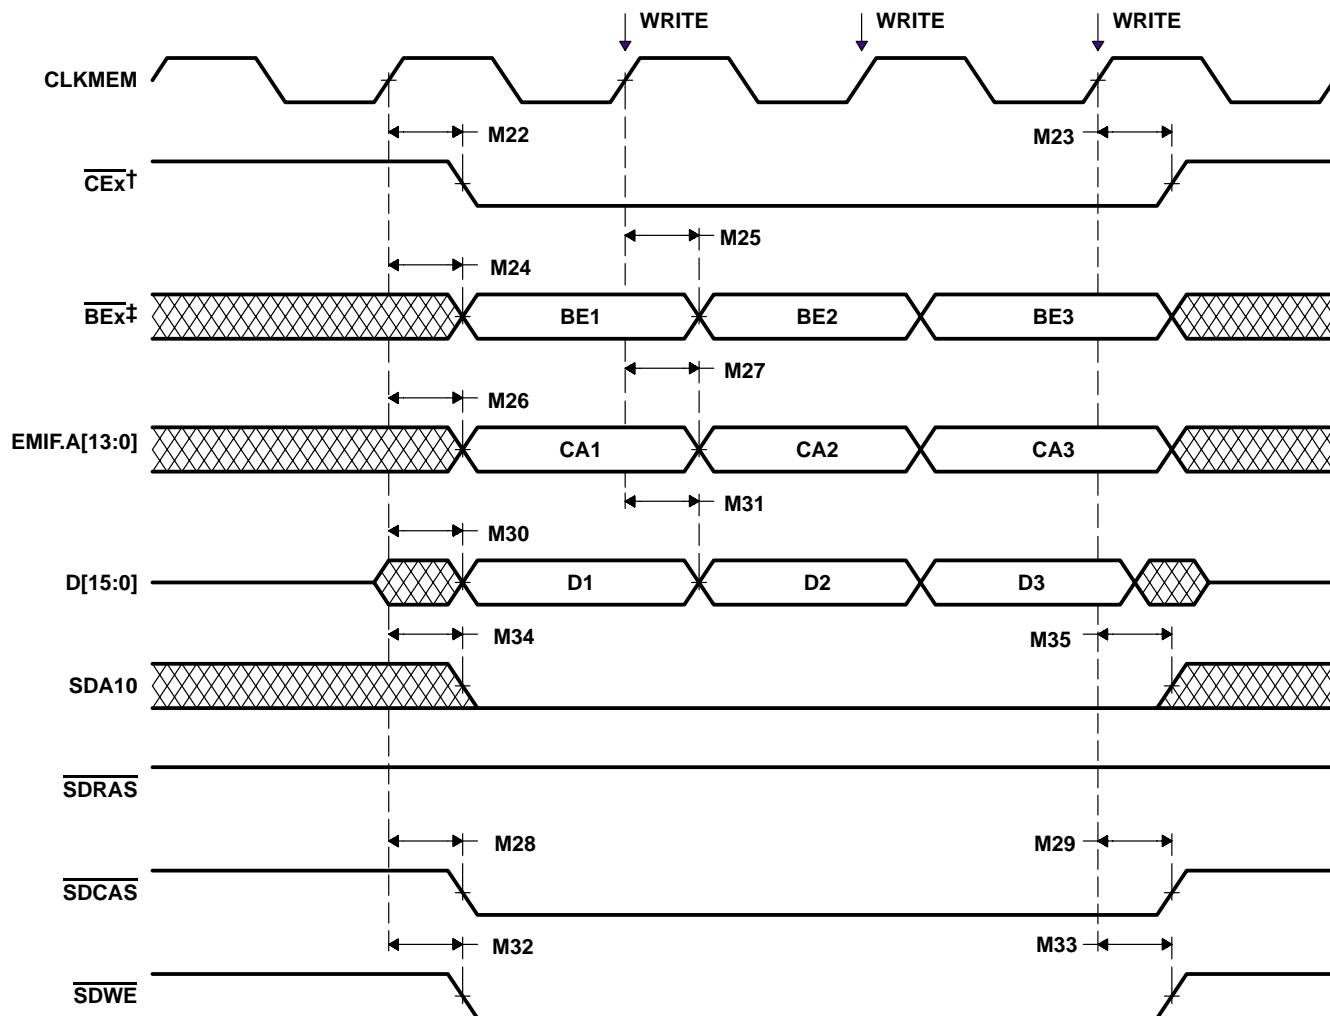 WRITE WRITE WRITE
CLKMEM
M22 M23
CEx†
M25
M24
BEx‡ BE1 BE2 BE3
M27
M26
EMIF.A[13:0] CA1 CA2 CA3
M31
M30
D[15:0] D1 D2 D3
M34 M35
SDA10
SDRAS
M28 M29
SDCAS
M32 M33
SDWE